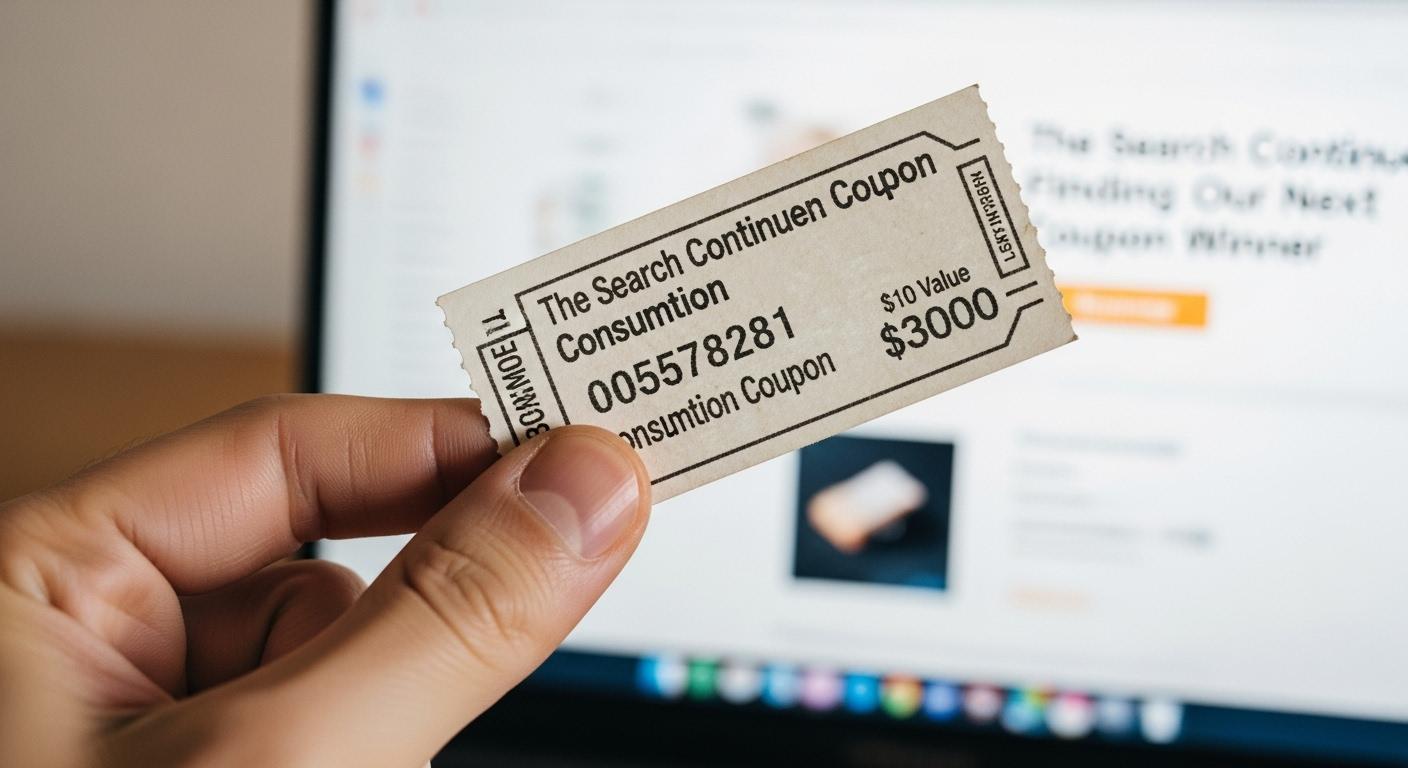 The Search Continuen Coupon
Consumtion
005578281
onsumtion Coupon
$10 Value
$3000
The Search Continue
Finding Our Next
Coupon Winner